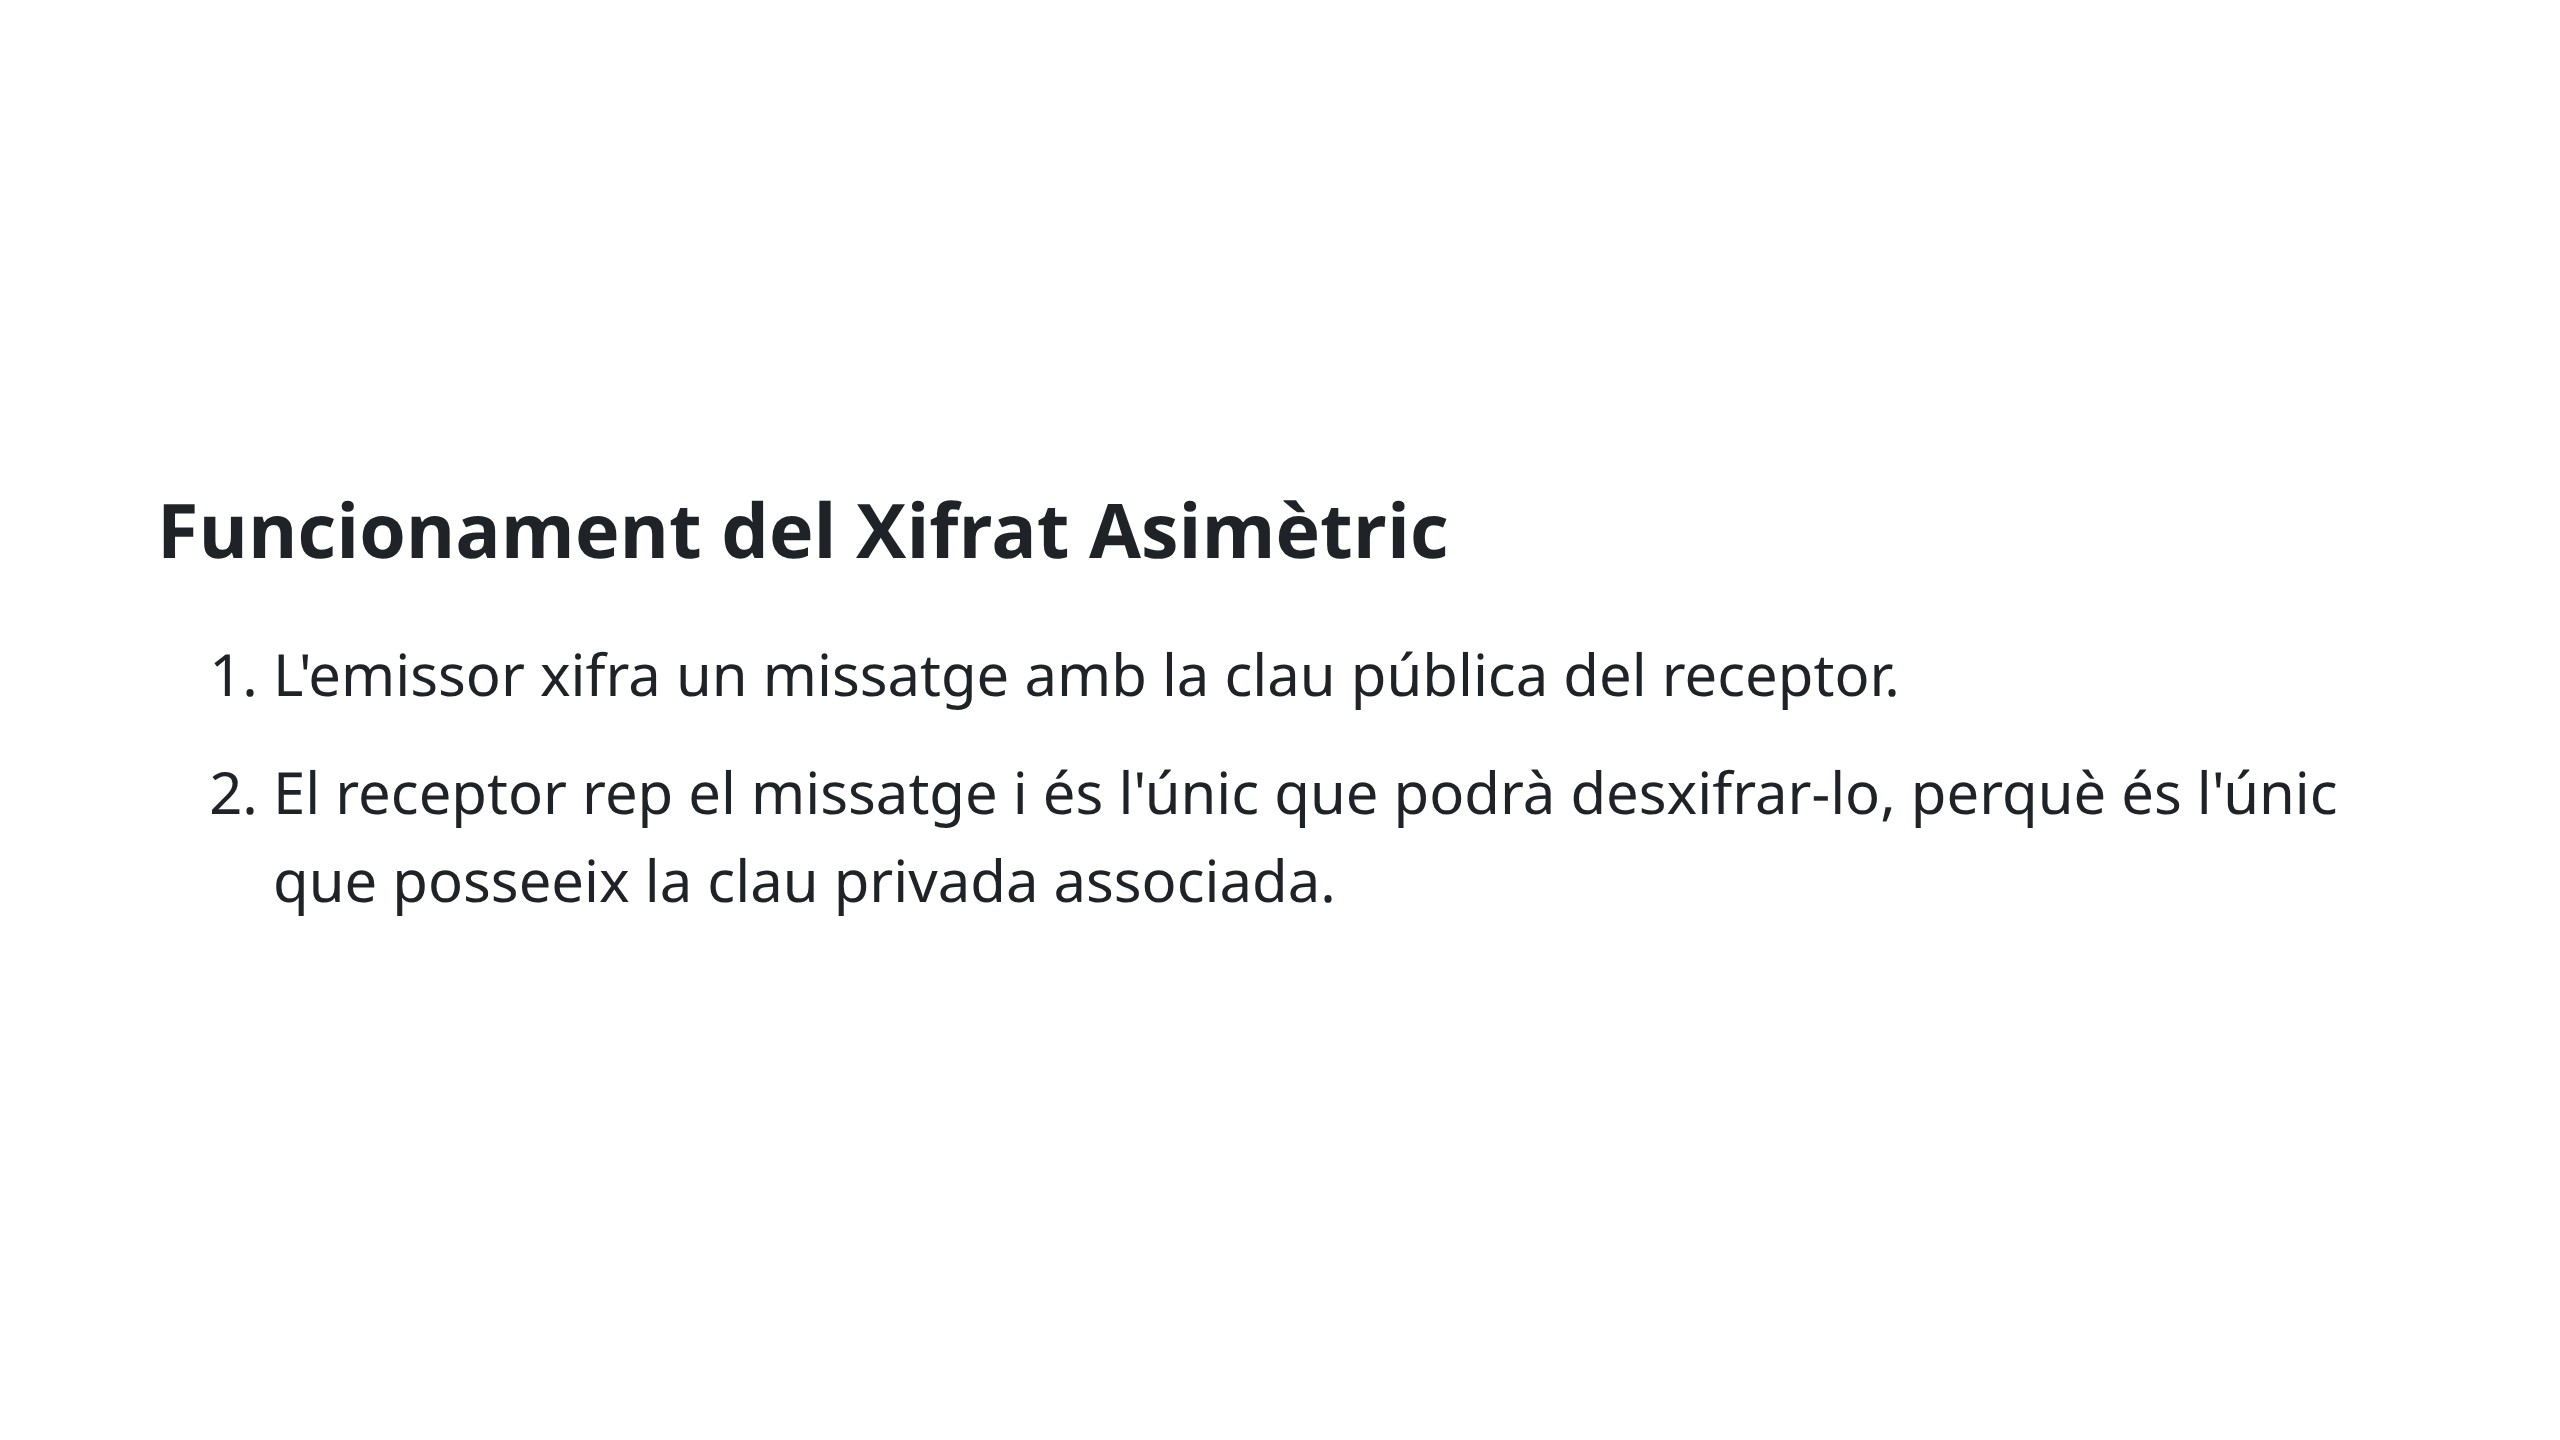 Funcionament del Xifrat Asimètric
1. L'emissor xifra un missatge amb la clau pública del receptor.
2. El receptor rep el missatge i és l'únic que podrà desxifrar-lo, perquè és l'únic
que posseeix la clau privada associada.